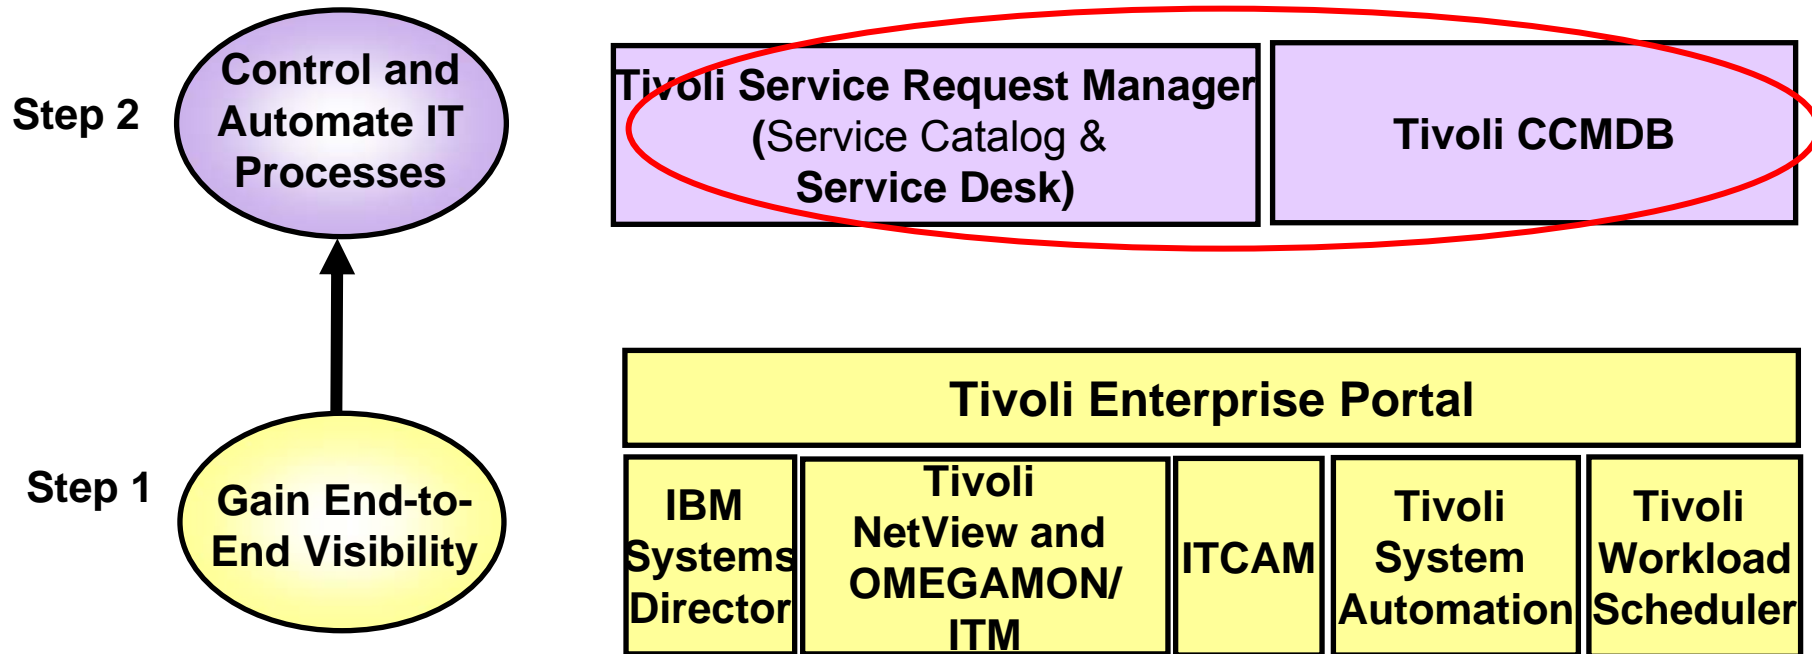 Step 2
Control and
Automate IT
Processes
Tivoli Service Request Manager
(Service Catalog &
Service Desk)
Tivoli CCMDB
Tivoli Enterprise Portal
Step 1
Gain End-to-
End Visibility
IBM
Systems
Director
Tivoli
NetView and
OMEGAMON/
ITM
ITCAM
Tivoli
System
Automation
Tivoli
Workload
Scheduler